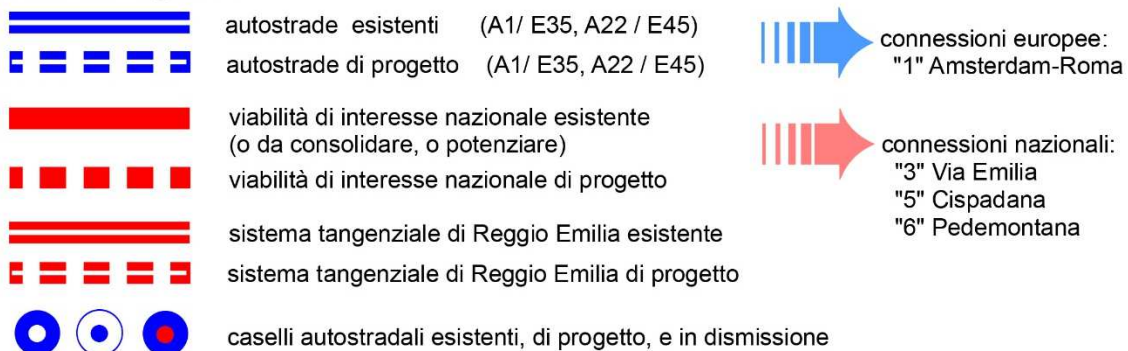 autostrade esistenti (A1/ E35, A22 / E45)
autostrade di progetto (A1/ E35, A22 / E45)
viabilità di interesse nazionale esistente
(o da consolidare, o potenziare)
viabilità di interesse nazionale di progetto
sistema tangenziale di Reggio Emilia esistente
sistema tangenziale di Reggio Emilia di progetto
caselli autostradali esistenti, di progetto, e in dismissione
connessioni europee:
"1" Amsterdam-Roma
connessioni nazionali:
"3" Via Emilia
"5" Cispadana
"6" Pedemontana